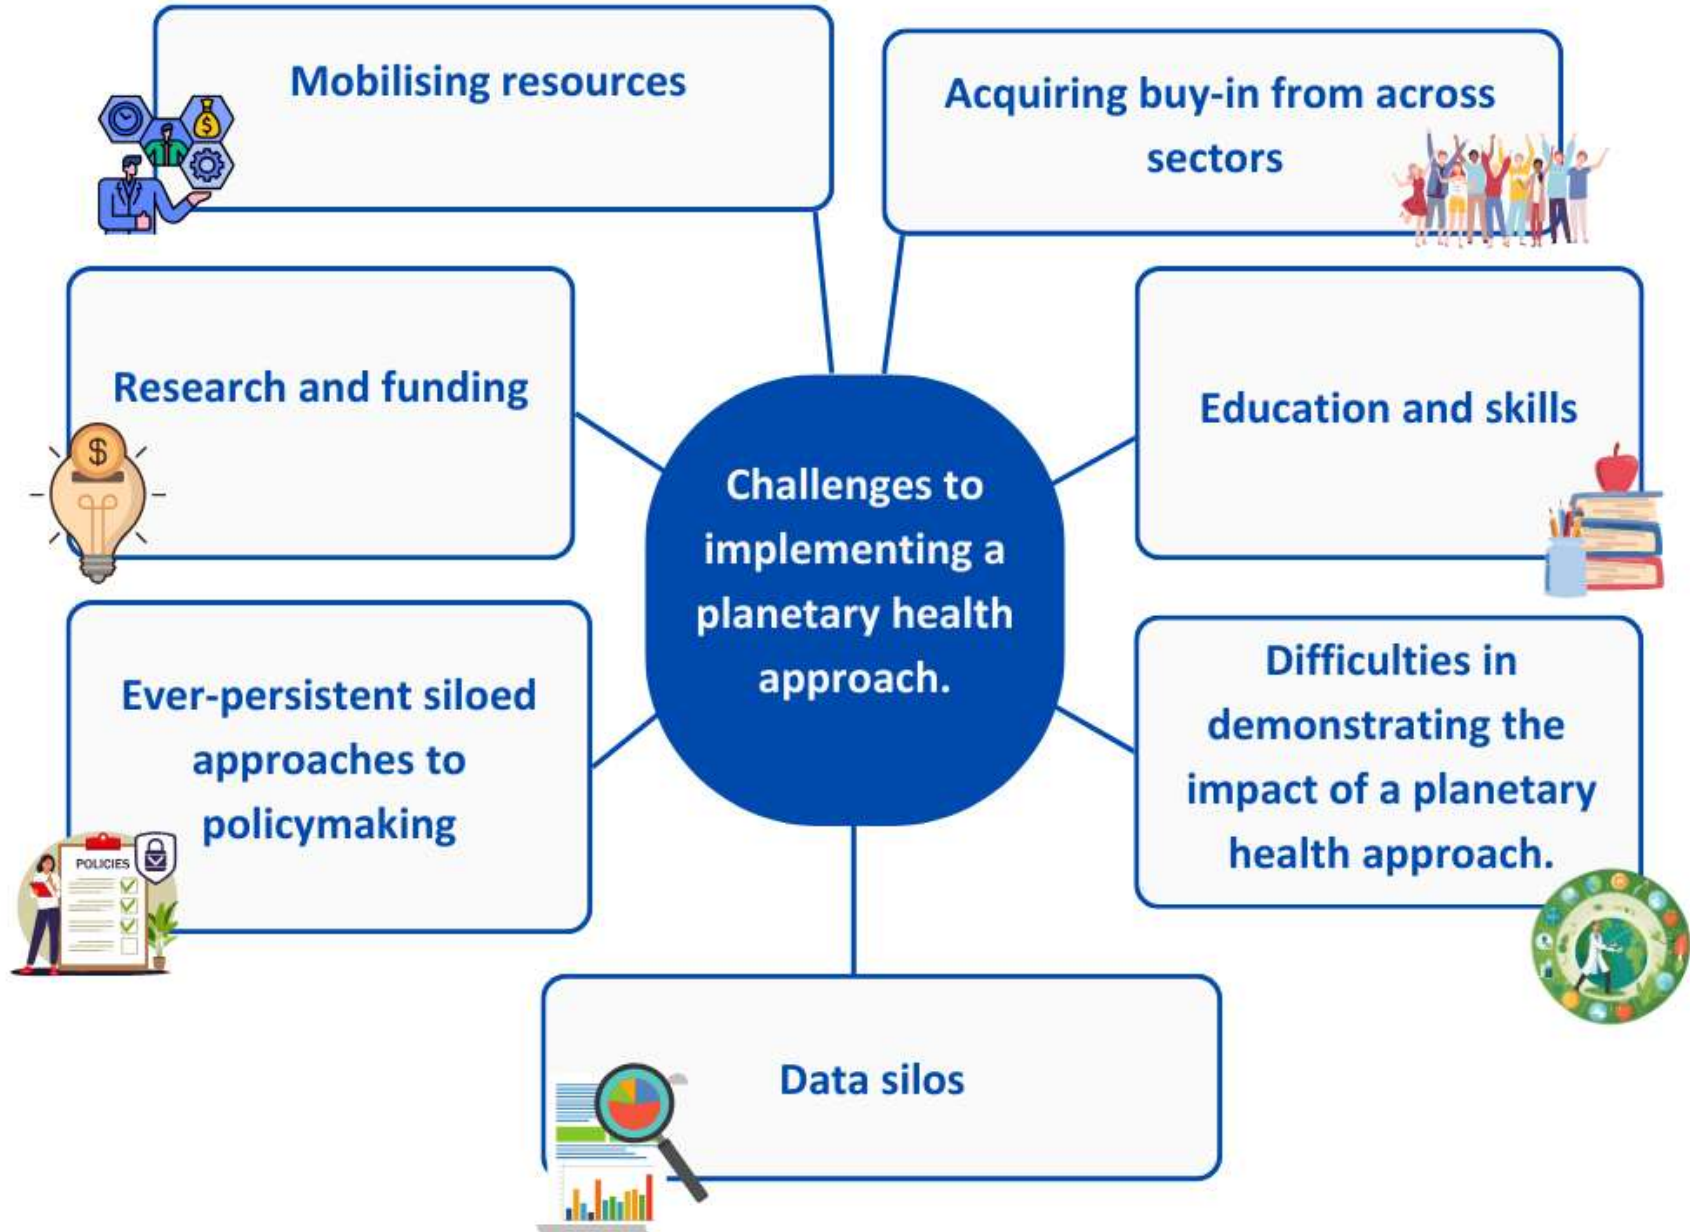 Mobilising resources
Acquiring buy-in from across
sectors
Research and funding
Education and skills
Challenges to
implementing a
planetary health
approach.
Ever-persistent siloed
approaches to
policymaking
POLICIES
Difficulties in
demonstrating the
impact of a planetary
health approach.
Data silos